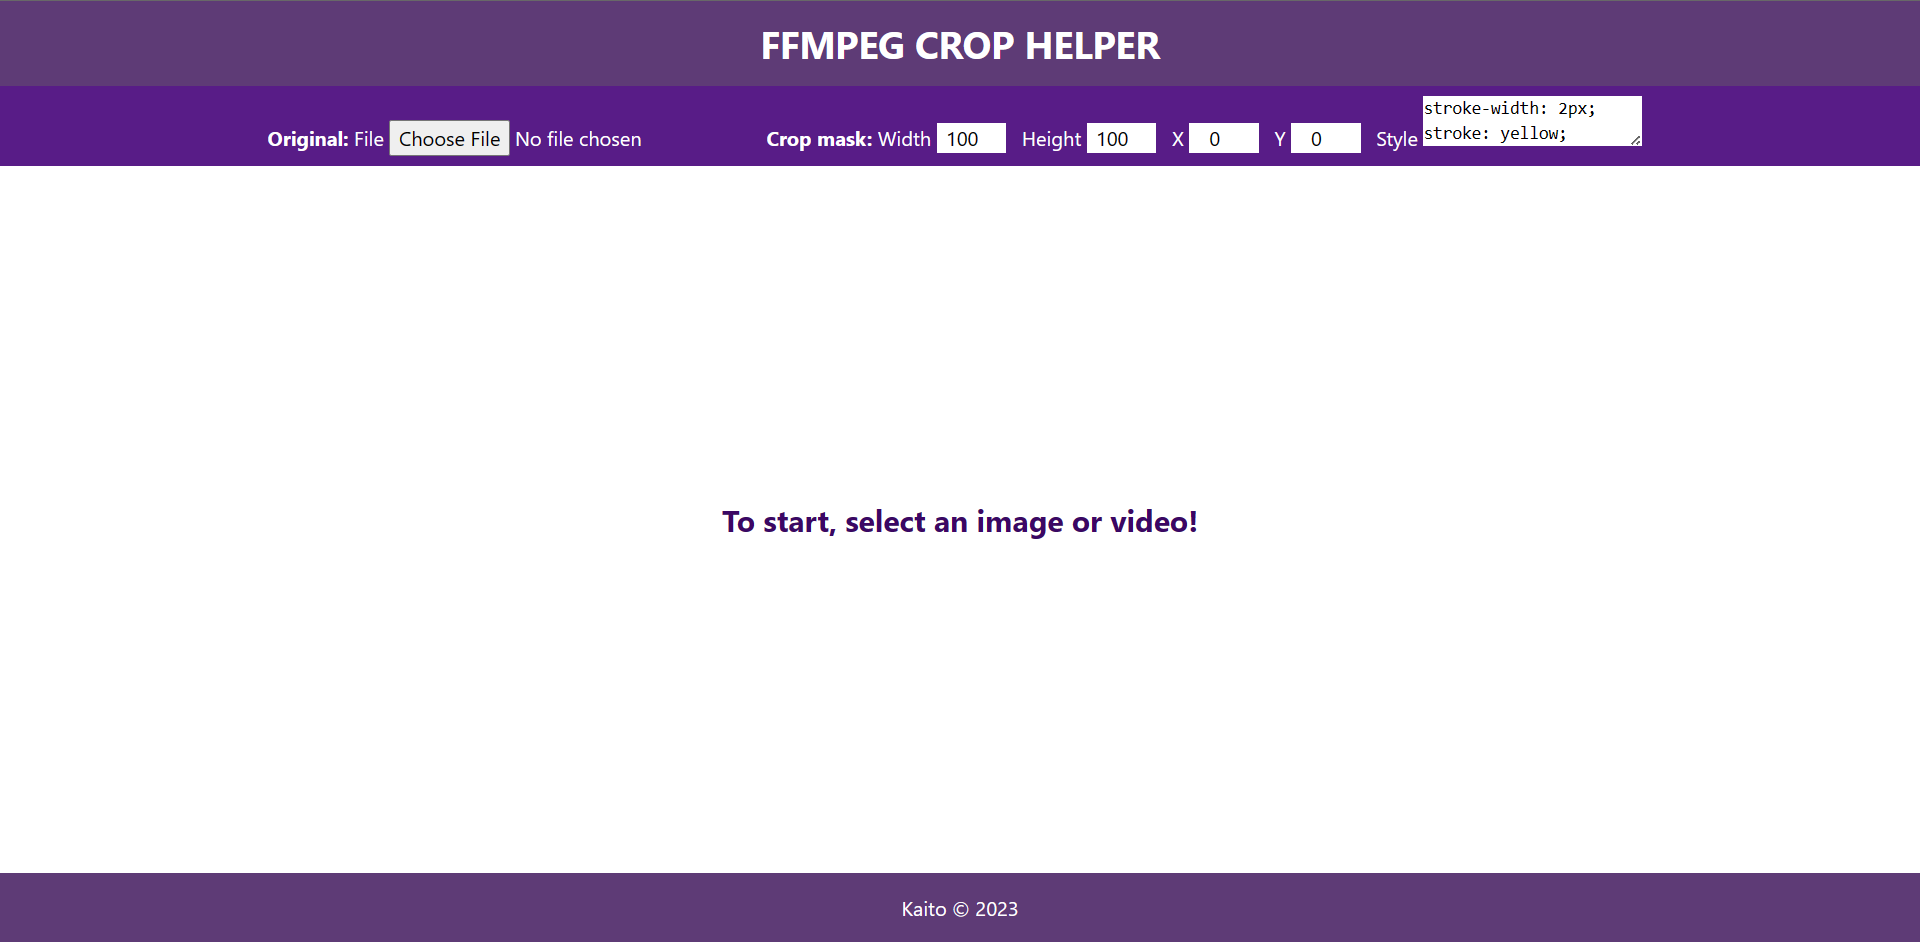 FFMPEG CROP HELPER
Original: File Choose File No file chosen Crop mask: Width 100 Height 100 X 0 Y 0 Style
stroke-width: 2px;
stroke: yellow;
To start, select an image or video!
Kaito © 2023